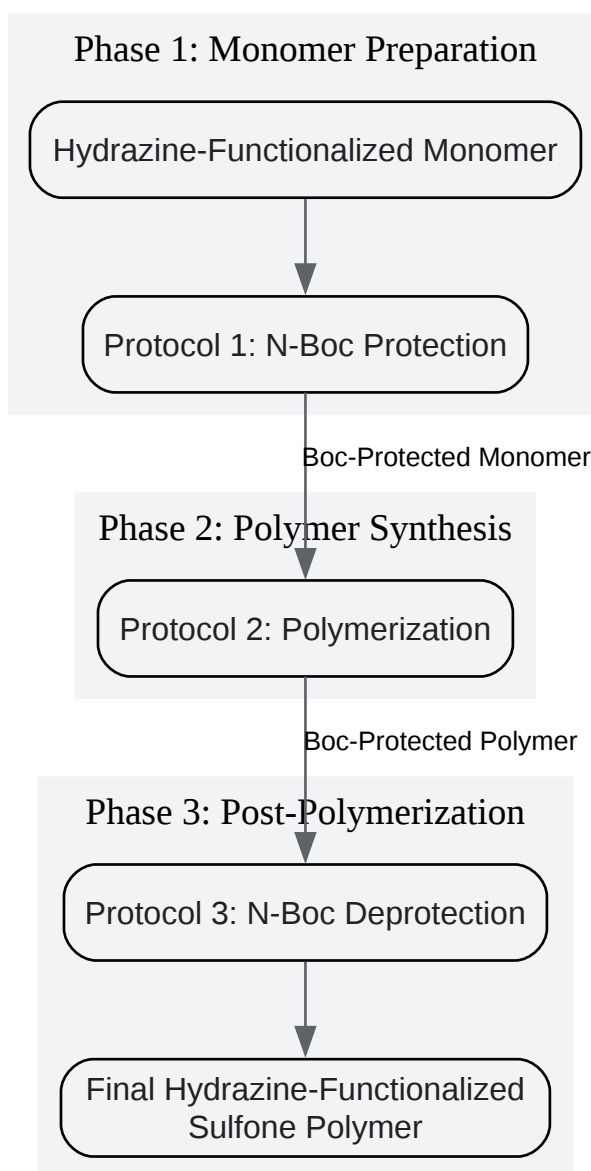 Phase 1: Monomer Preparation
Hydrazine-Functionalized Monomer
Protocol 1: N-Boc Protection
Boc-Protected Monomer
Phase 2: Polymer Synthesis
Protocol 2: Polymerization
Boc-Protected Polymer
Phase 3: Post-Polymerization
Protocol 3: N-Boc Deprotection
Final Hydrazine-Functionalized
Sulfone Polymer